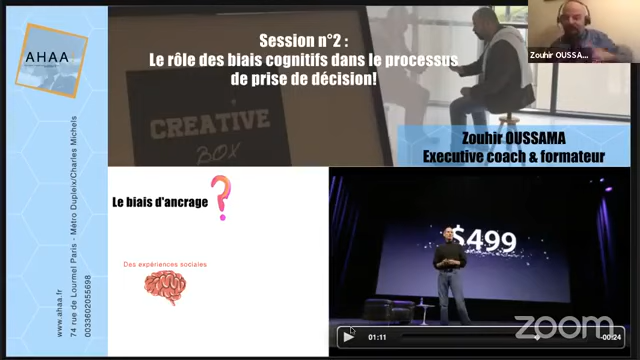 AHAA
Session n°2 :
Le rôle des biais cognitifs dans le processus
de prise de décision!
Zouhir OUSSA...
CREATIVE
BOX
Zouhir OUSSAMA
Executive coach & formateur
Le biais d'ancrage ?
Des expériences sociales
$499
www.ahaa.fr
74 rue de Lourmel Paris - Métro Dupleix/Charles Michels
0033602055698
01:11
-00:24
zoom